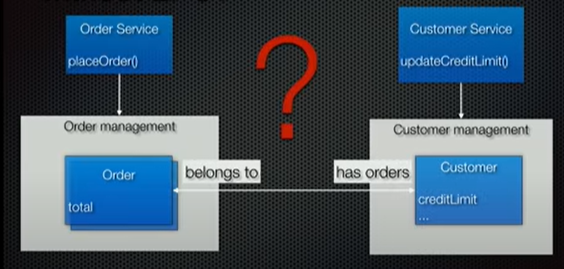 Order Service
placeOrder()
Customer Service
updateCreditLimit()
?
Order management
Customer management
Order
total
belongs to
has orders
Customer
creditLimit
...